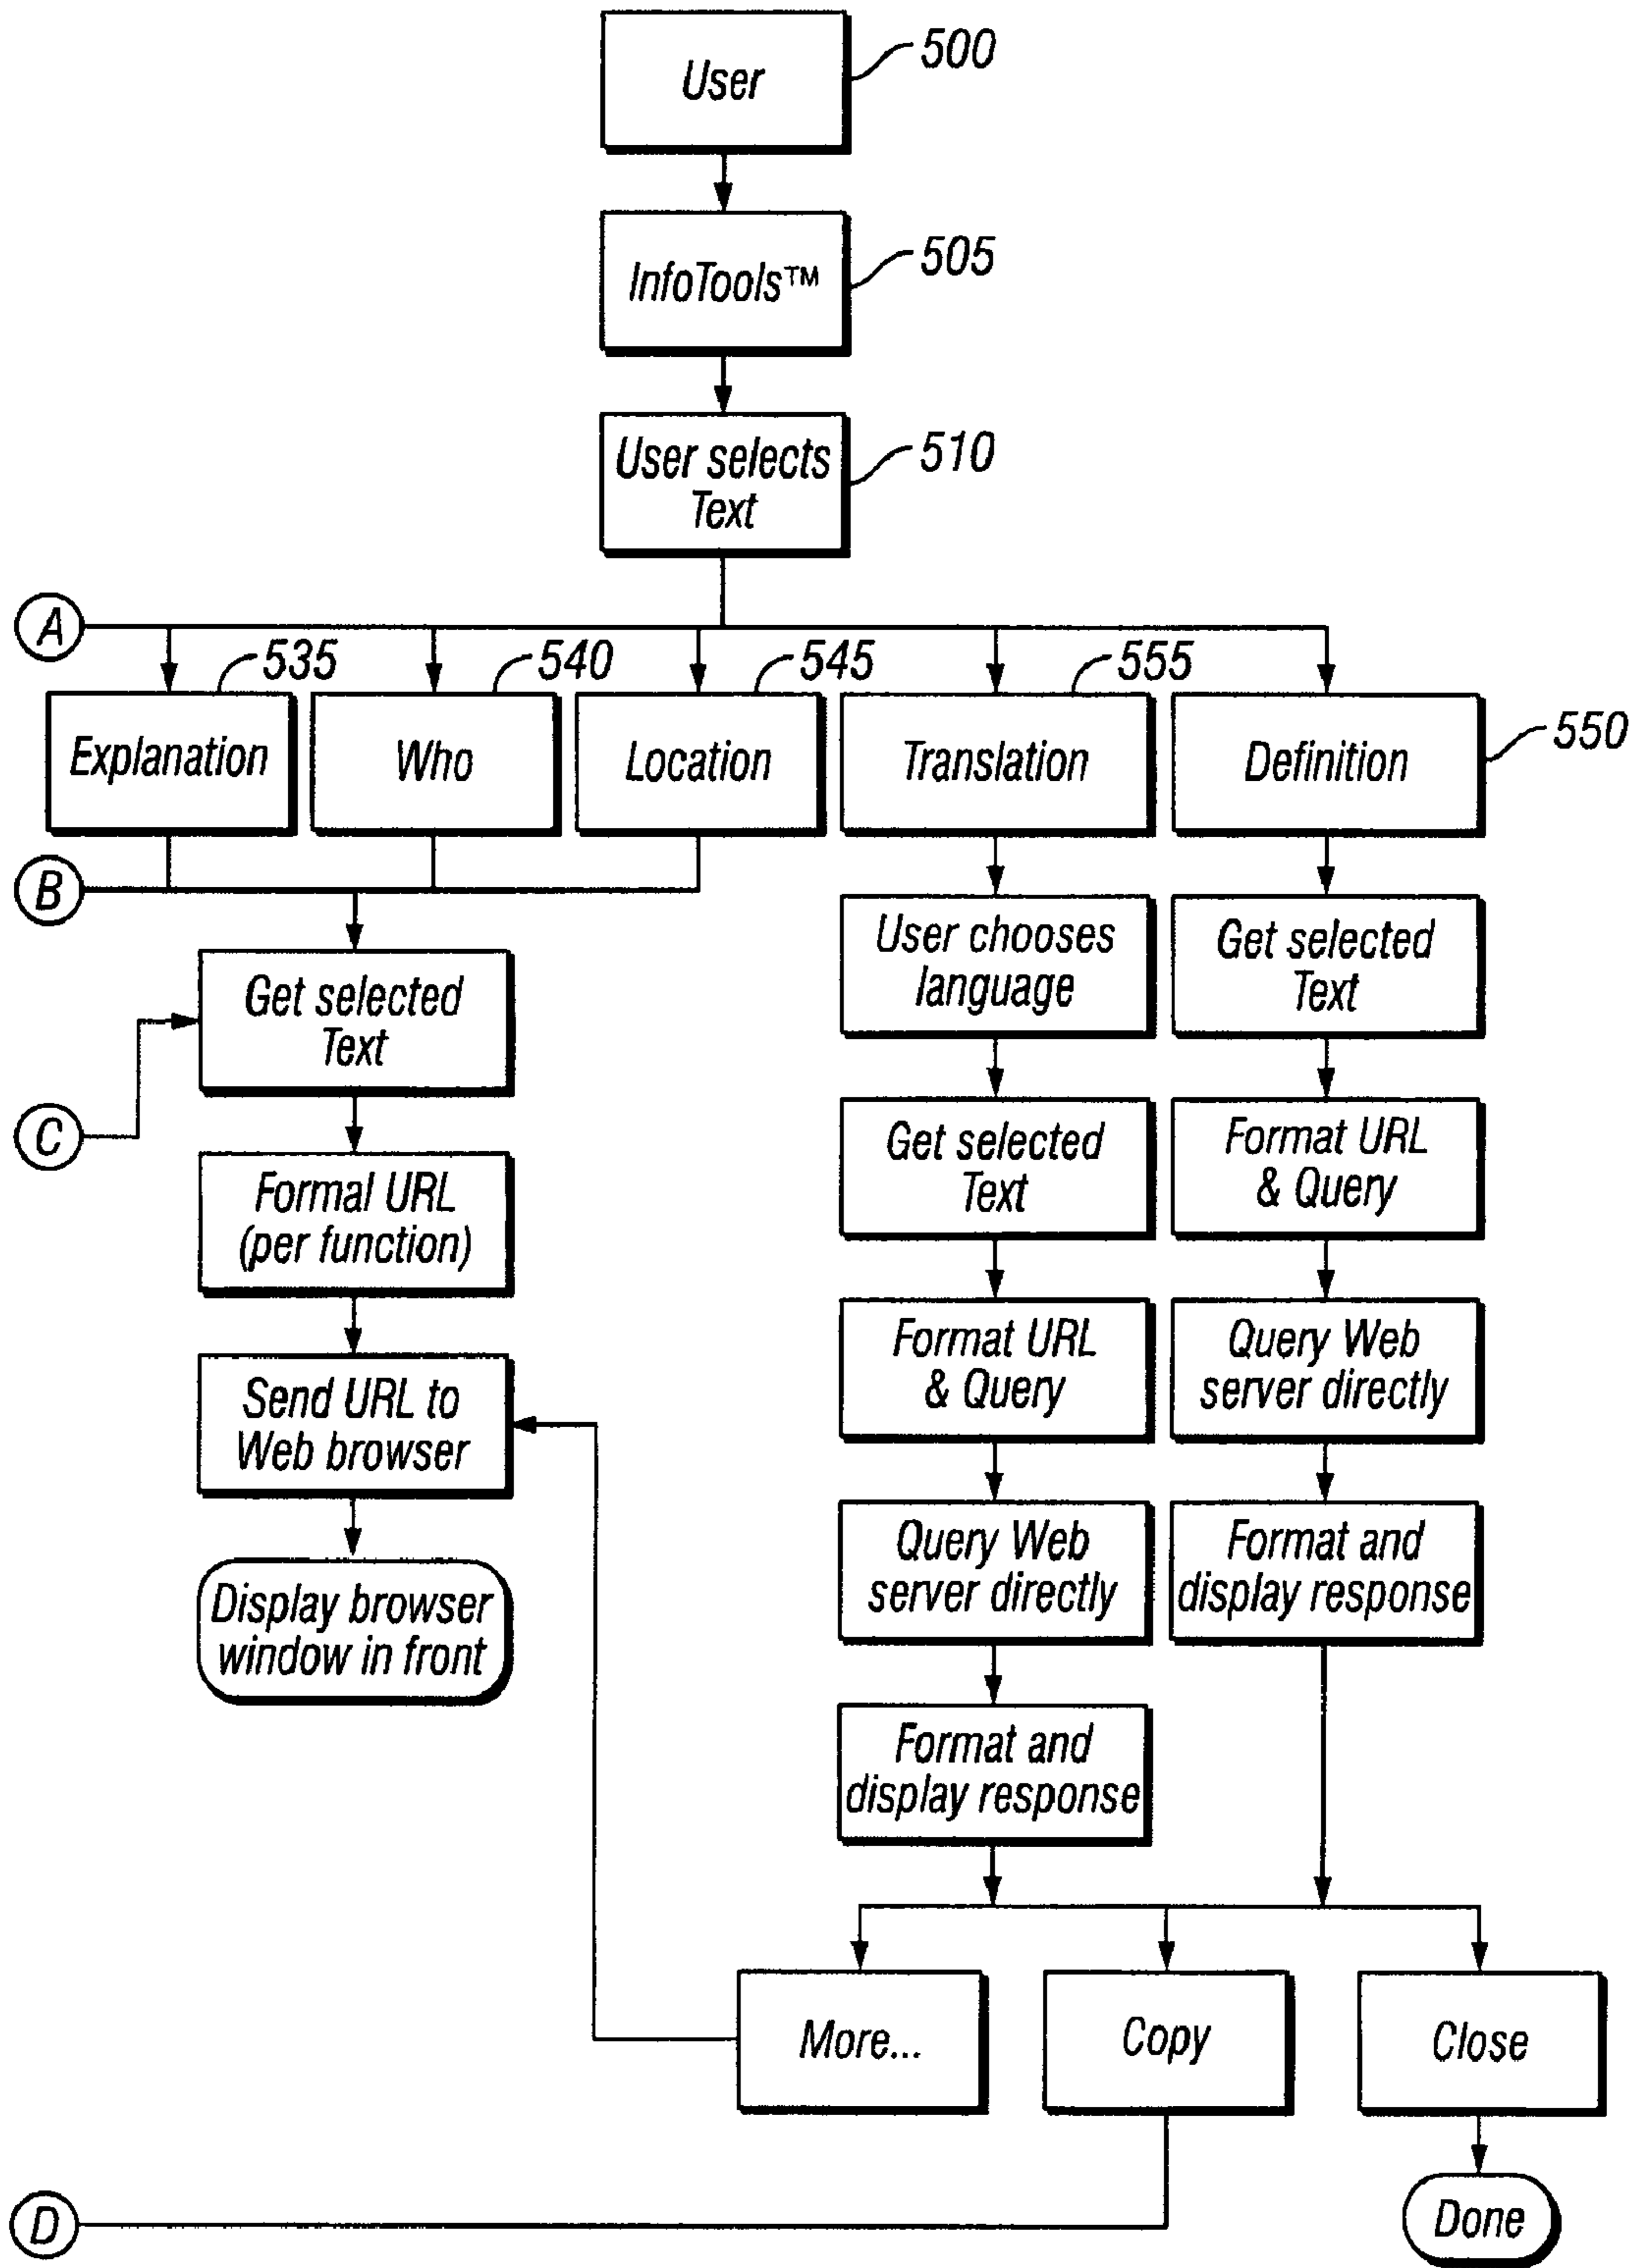 User
500
InfoTools™
505
User selects
Text
510
A
535
540
545
555
Explanation
Who
Location
Translation
Definition
550
B
User chooses
language
Get selected
Text
Get selected
Text
C
Get selected
Text
Format URL
& Query
Formal URL
(per function)
Format URL
& Query
Query Web
server directly
Send URL to
Web browser
Query Web
server directly
Format and
display response
Display browser
window in front
Format and
display response
More...
Copy
Close
D
Done